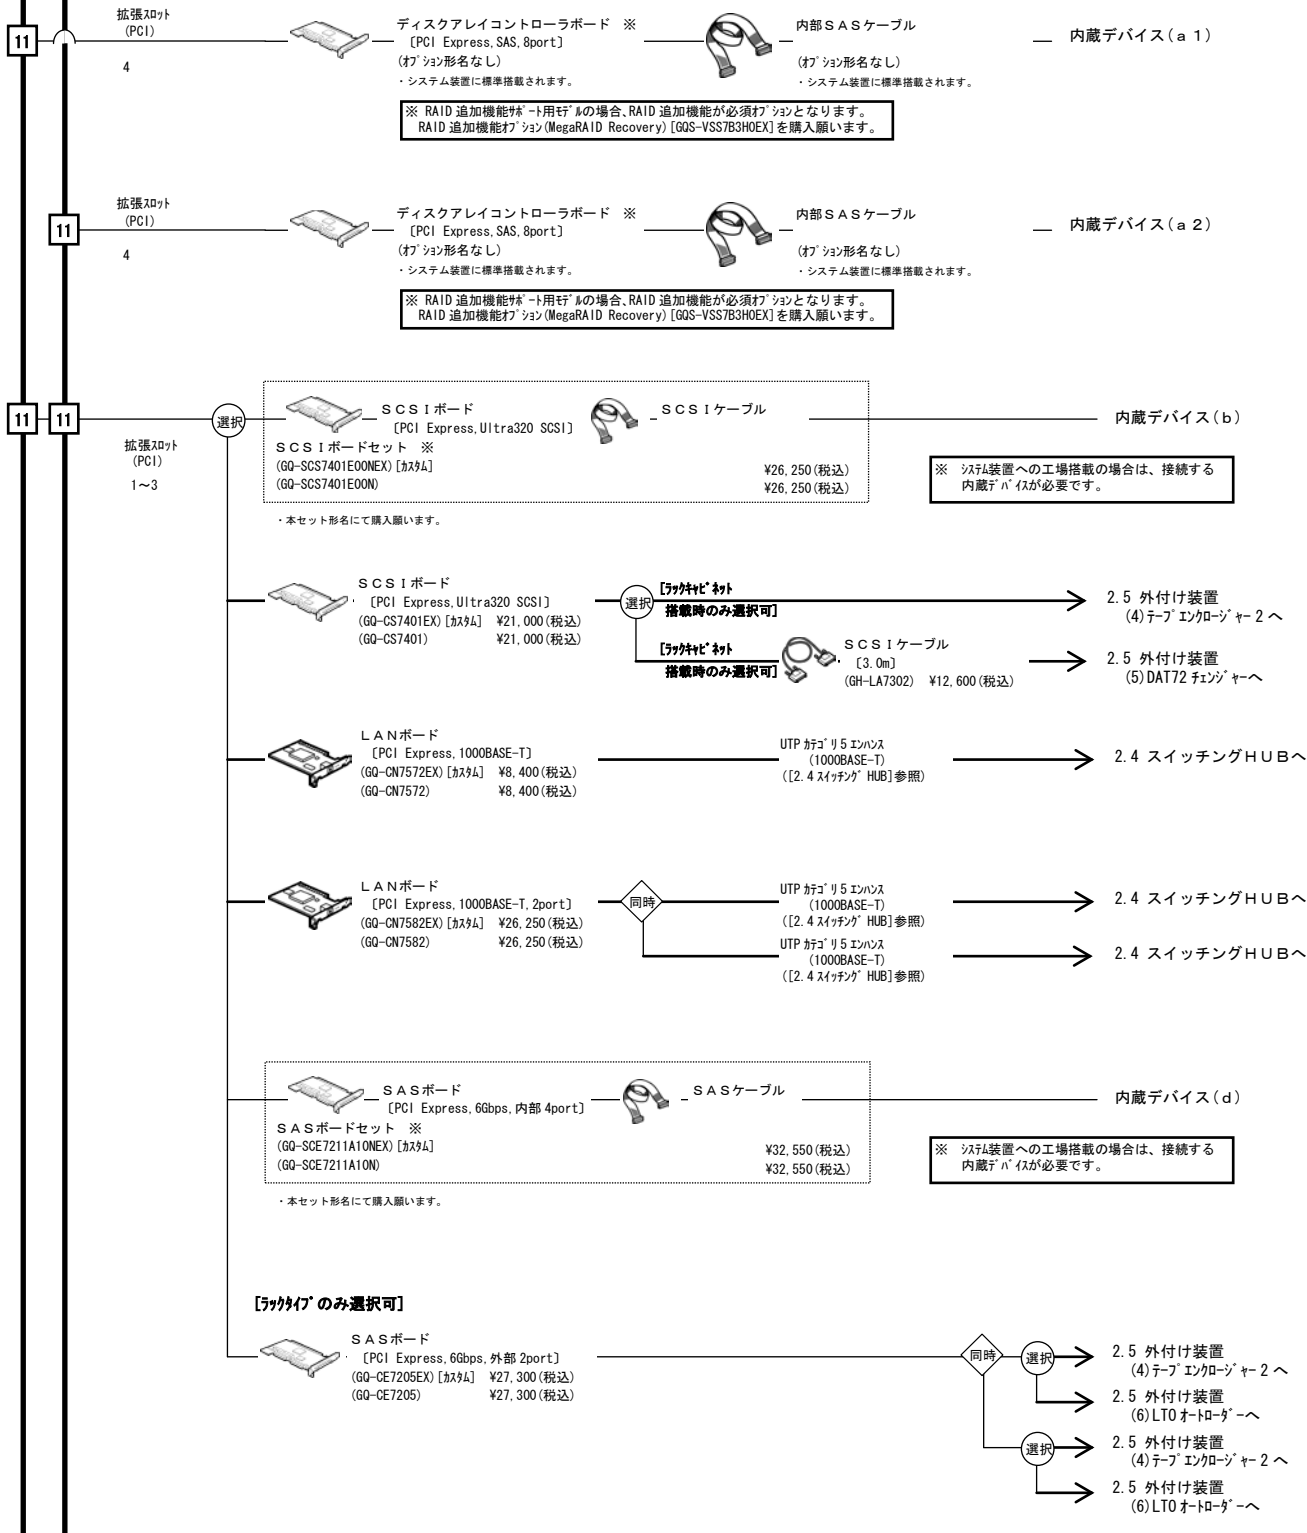 拡張ｽﾛｯﾄ
(PCI)
4
11
ディスクアレイコントローラボード ※
〔PCI Express, SAS, 8port〕
(ｵﾌﾟｼｮﾝ形名なし)
・システム装置に標準搭載されます。
内部ＳＡＳケーブル
(ｵﾌﾟｼｮﾝ形名なし)
・システム装置に標準搭載されます。
内蔵デバイス(ａ１)
※ RAID 追加機能ｻﾎﾟｰﾄ用ﾓﾃﾞﾙの場合、RAID 追加機能が必須ｵﾌﾟｼｮﾝとなります。
RAID 追加機能ｵﾌﾟｼｮﾝ(MegaRAID Recovery) [GQS-VSS7B3H0EX]を購入願います。
拡張ｽﾛｯﾄ
(PCI)
4
11
ディスクアレイコントローラボード ※
〔PCI Express, SAS, 8port〕
(ｵﾌﾟｼｮﾝ形名なし)
・システム装置に標準搭載されます。
内部ＳＡＳケーブル
(ｵﾌﾟｼｮﾝ形名なし)
・システム装置に標準搭載されます。
内蔵デバイス(ａ２)
※ RAID 追加機能ｻﾎﾟｰﾄ用ﾓﾃﾞﾙの場合、RAID 追加機能が必須ｵﾌﾟｼｮﾝとなります。
RAID 追加機能ｵﾌﾟｼｮﾝ(MegaRAID Recovery) [GQS-VSS7B3H0EX]を購入願います。
11 11
拡張ｽﾛｯﾄ
(PCI)
1～3
選択
ＳＣＳＩボード
〔PCI Express, Ultra320 SCSI〕
ＳＣＳＩケーブル
ＳＣＳＩボードセット ※
(GQ-SCS7401E00NEX) [ｶｽﾀﾑ] ¥26,250(税込)
(GQ-SCS7401E00N) ¥26,250(税込)
・本セット形名にて購入願います。
内蔵デバイス(ｂ)
※ ｼｽﾃﾑ装置への工場搭載の場合は、接続する
内蔵ﾃﾞﾊﾞｲｽが必要です。
ＳＣＳＩボード
〔PCI Express, Ultra320 SCSI〕
(GQ-CS7401EX) [ｶｽﾀﾑ] ¥21,000(税込)
(GQ-CS7401) ¥21,000(税込)
選択
[ﾗｯｸｷｬﾋﾞﾈｯﾄ
搭載時のみ選択可]
2.5 外付け装置
(4)ﾃｰﾌﾟｴﾝｸﾛｰｼﾞｬｰ2 へ
[ﾗｯｸｷｬﾋﾞﾈｯﾄ
搭載時のみ選択可]
ＳＣＳＩケーブル
〔3.0m〕
(GH-LA7302) ¥12,600(税込)
2.5 外付け装置
(5)DAT72 ﾁｪﾝｼﾞｬｰへ
ＬＡＮボード
〔PCI Express, 1000BASE-T〕
(GQ-CN7572EX) [ｶｽﾀﾑ] ¥8,400(税込)
(GQ-CN7572) ¥8,400(税込)
UTP ｶﾃｺﾞﾘ 5 ｴﾝﾊﾝｽ
(1000BASE-T)
([2.4 ｽｲｯﾁﾝｸﾞ HUB]参照)
2.4 スイッチングＨＵＢへ
ＬＡＮボード
〔PCI Express, 1000BASE-T, 2port〕
(GQ-CN7582EX) [ｶｽﾀﾑ] ¥26,250(税込)
(GQ-CN7582) ¥26,250(税込)
同時
UTP ｶﾃｺﾞﾘ 5 ｴﾝﾊﾝｽ
(1000BASE-T)
([2.4 ｽｲｯﾁﾝｸﾞ HUB]参照)
2.4 スイッチングＨＵＢへ
UTP ｶﾃｺﾞﾘ 5 ｴﾝﾊﾝｽ
(1000BASE-T)
([2.4 ｽｲｯﾁﾝｸﾞ HUB]参照)
2.4 スイッチングＨＵＢへ
ＳＡＳボード
〔PCI Express, 6Gbps, 内部 4port〕
ＳＡＳケーブル
ＳＡＳボードセット ※
(GQ-SCE7211A10NEX) [ｶｽﾀﾑ] ¥32,550(税込)
(GQ-SCE7211A10N) ¥32,550(税込)
・本セット形名にて購入願います。
内蔵デバイス(ｄ)
※ ｼｽﾃﾑ装置への工場搭載の場合は、接続する
内蔵ﾃﾞﾊﾞｲｽが必要です。
[ﾗｯｸﾀｲﾌﾟのみ選択可]
ＳＡＳボード
〔PCI Express, 6Gbps, 外部 2port〕
(GQ-CE7205EX) [ｶｽﾀﾑ] ¥27,300(税込)
(GQ-CE7205) ¥27,300(税込)
同時
選択
2.5 外付け装置
(4)ﾃｰﾌﾟｴﾝｸﾛｰｼﾞｬｰ2 へ
2.5 外付け装置
(6)LTO ｵｰﾄﾛｰﾀﾞｰへ
選択
2.5 外付け装置
(4)ﾃｰﾌﾟｴﾝｸﾛｰｼﾞｬｰ2 へ
2.5 外付け装置
(6)LTO ｵｰﾄﾛｰﾀﾞｰへ